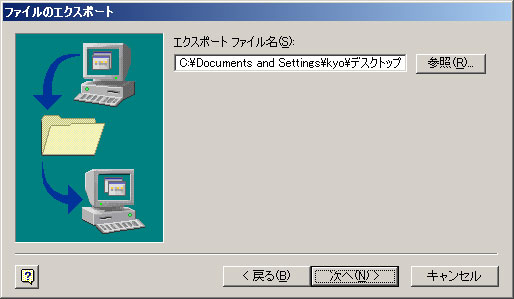 ファイルのエクスポート
エクスポート ファイル名(S):
C:¥Documents and Settings¥kyo¥デスクトップ
参照(R)...
< 戻る(B)
次へ(N) >
キャンセル